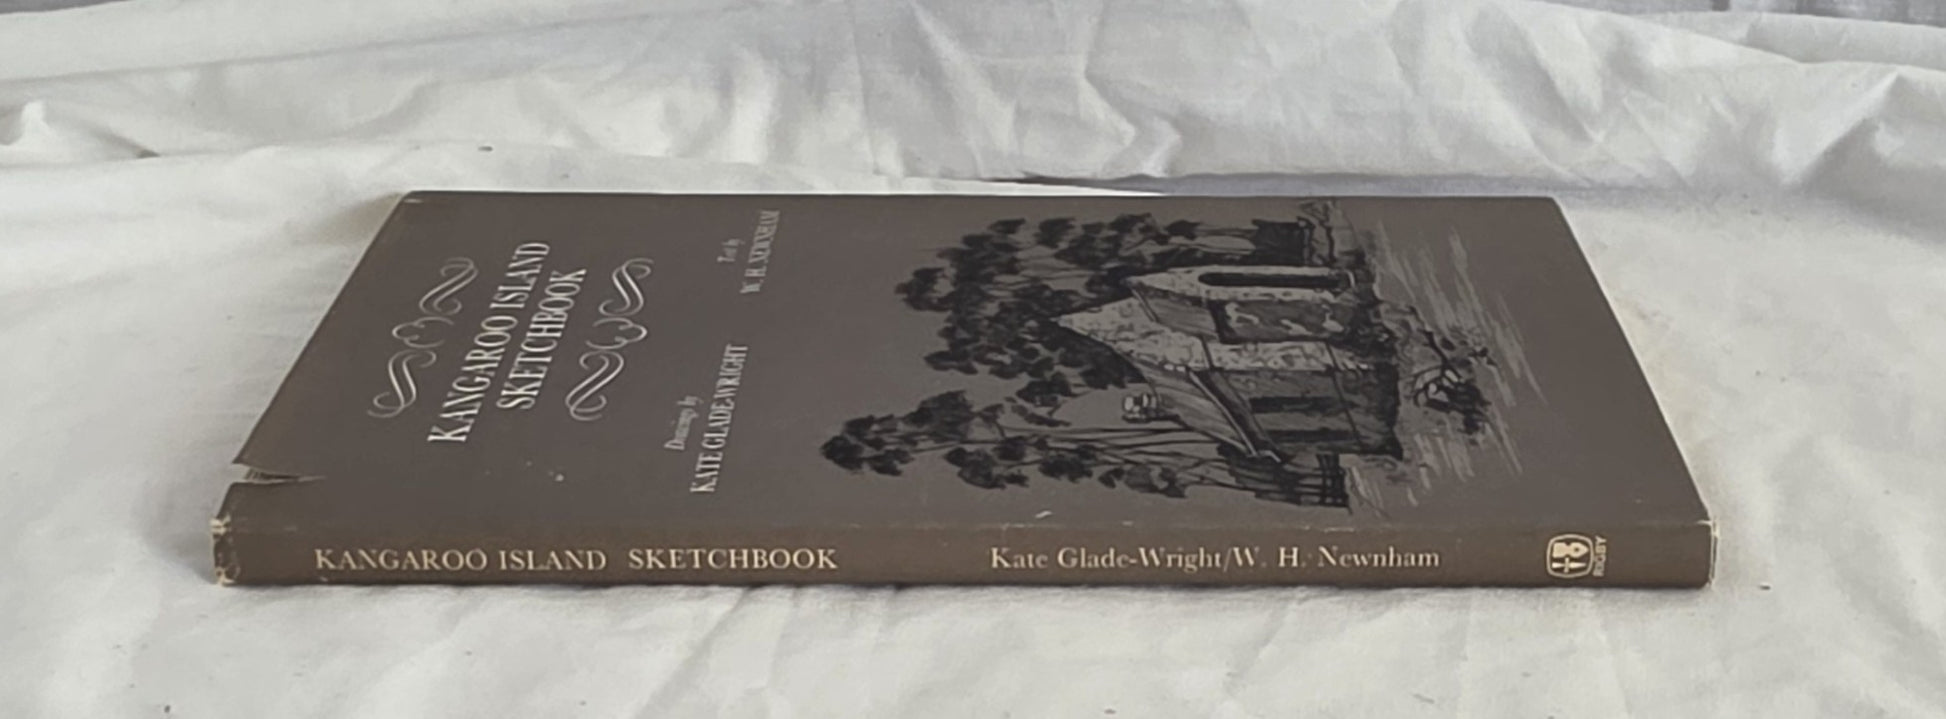 KANGAROO ISLAND
SKETCHBOOK
Drawings by
KATE GLADE-WRIGHT
Text by
W. H. NEWNHAM
KANGAROO ISLAND SKETCHBOOK
Kate Glade-Wright/W. H. Newnham
RIGBY